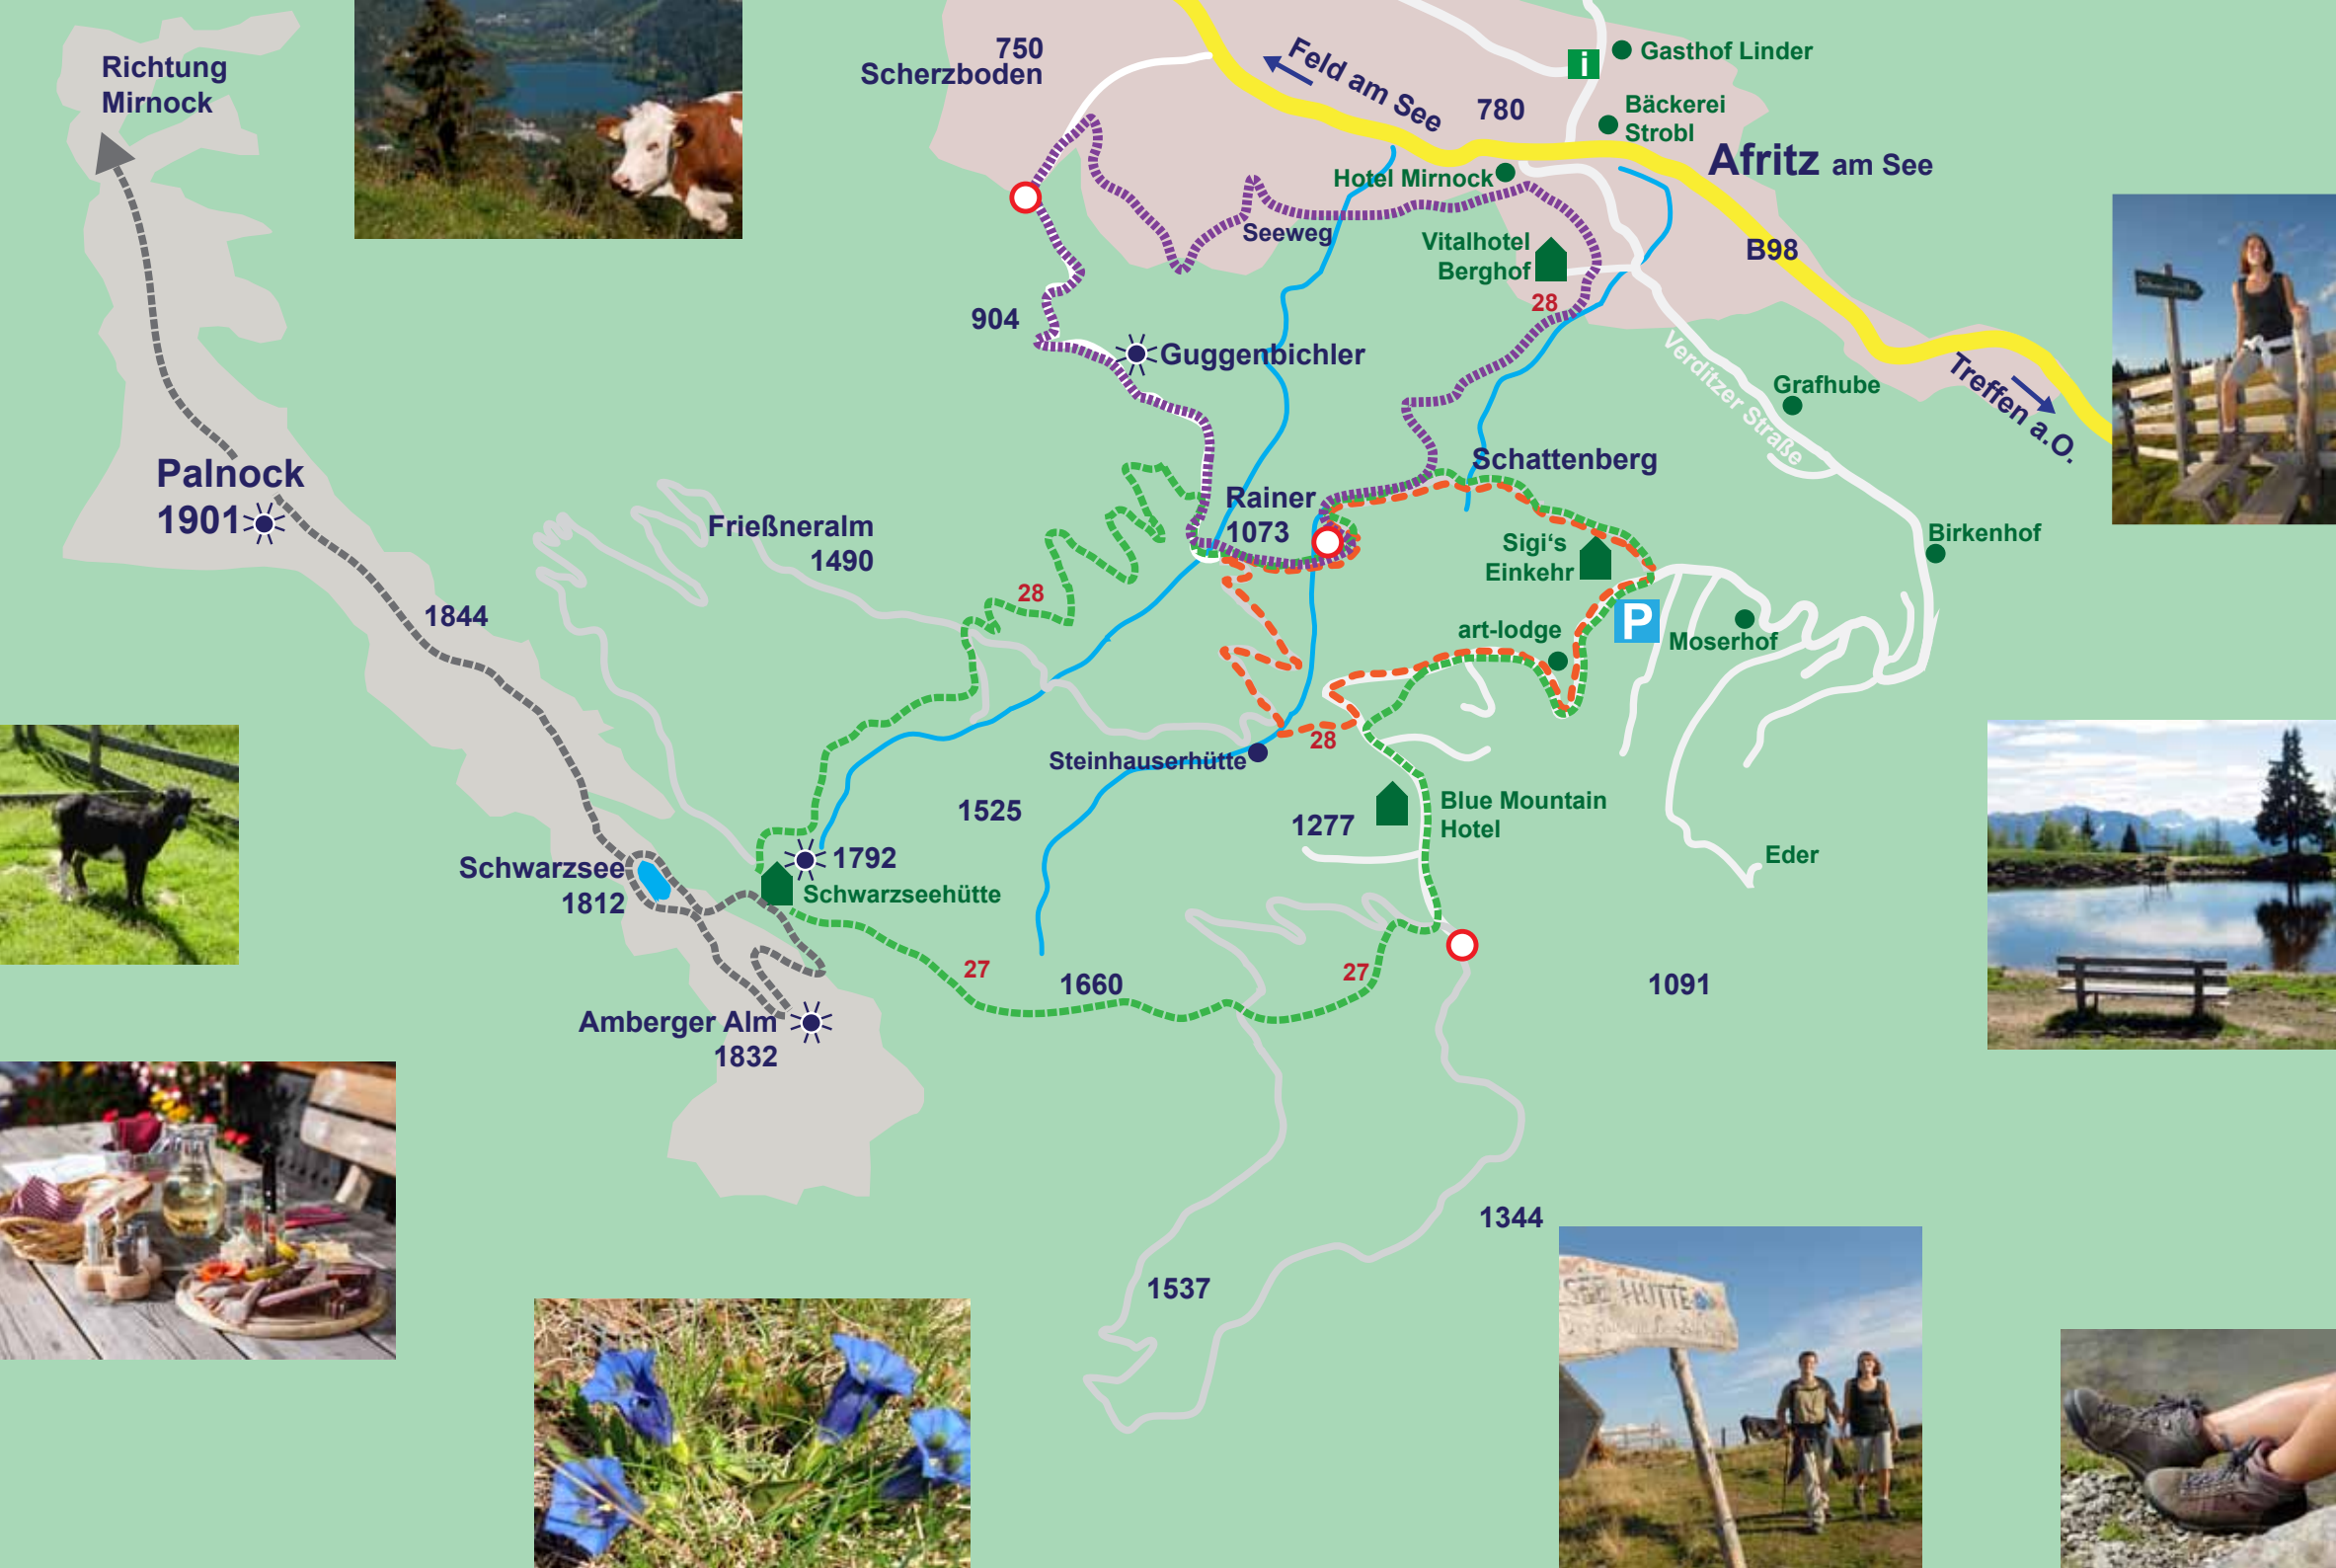 Richtung
Mirnock
750
Scherzboden
Feld am See
780
i
Gasthof Linder
Bäckerei
Strobl
Afritz am See
Hotel Mirnock
Seeweg
Vitalhotel
Berghof
28
B98
904
Guggenbichler
Verditzer Straße
Grafhube
Treffen a.O.
Palnock
1901
Schattenberg
Rainer
1073
Frießneralm
1490
Sigi‘s
Einkehr
Birkenhof
28
1844
P
art-lodge
Moserhof
28
Steinhauserhütte
1525
1277
Blue Mountain
Hotel
Eder
Schwarzsee
1812
1792
Schwarzseehütte
27
27
1660
1091
Amberger Alm
1832
1344
1537
SEE HÜTTE